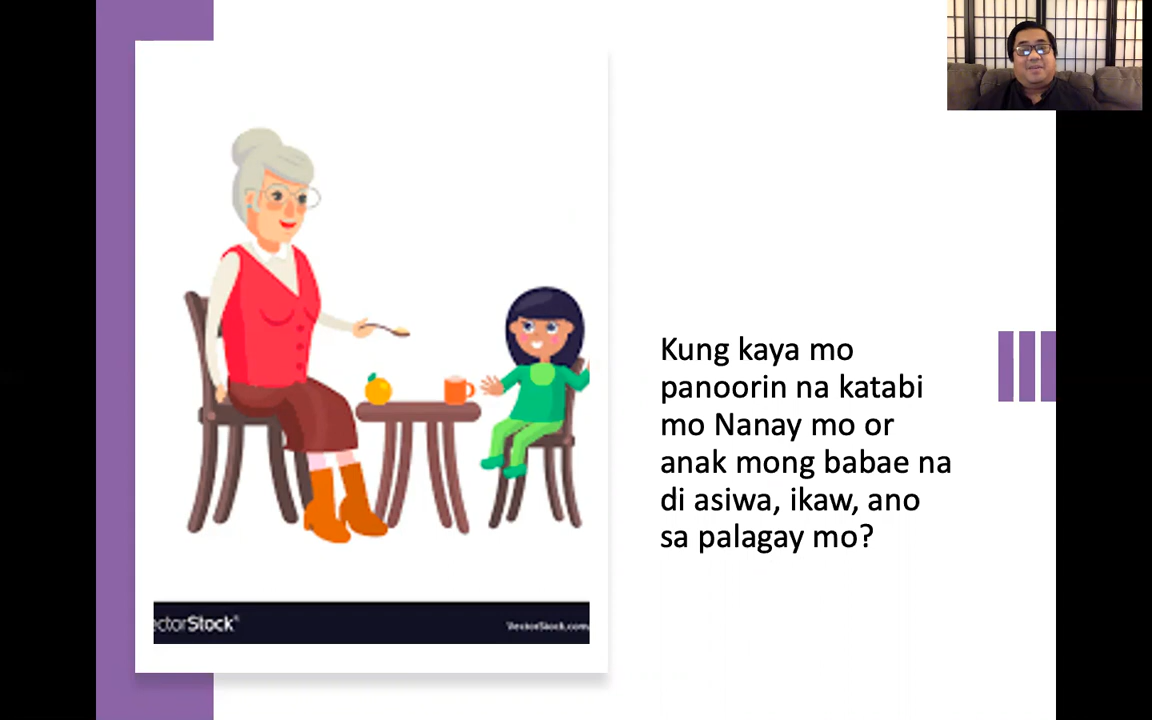 Kung kaya mo
panoorin na katabi
mo Nanay mo or
anak mong babae na
di asiwa, ikaw, ano
sa palagay mo?
ectorStock®
VectorStock.com